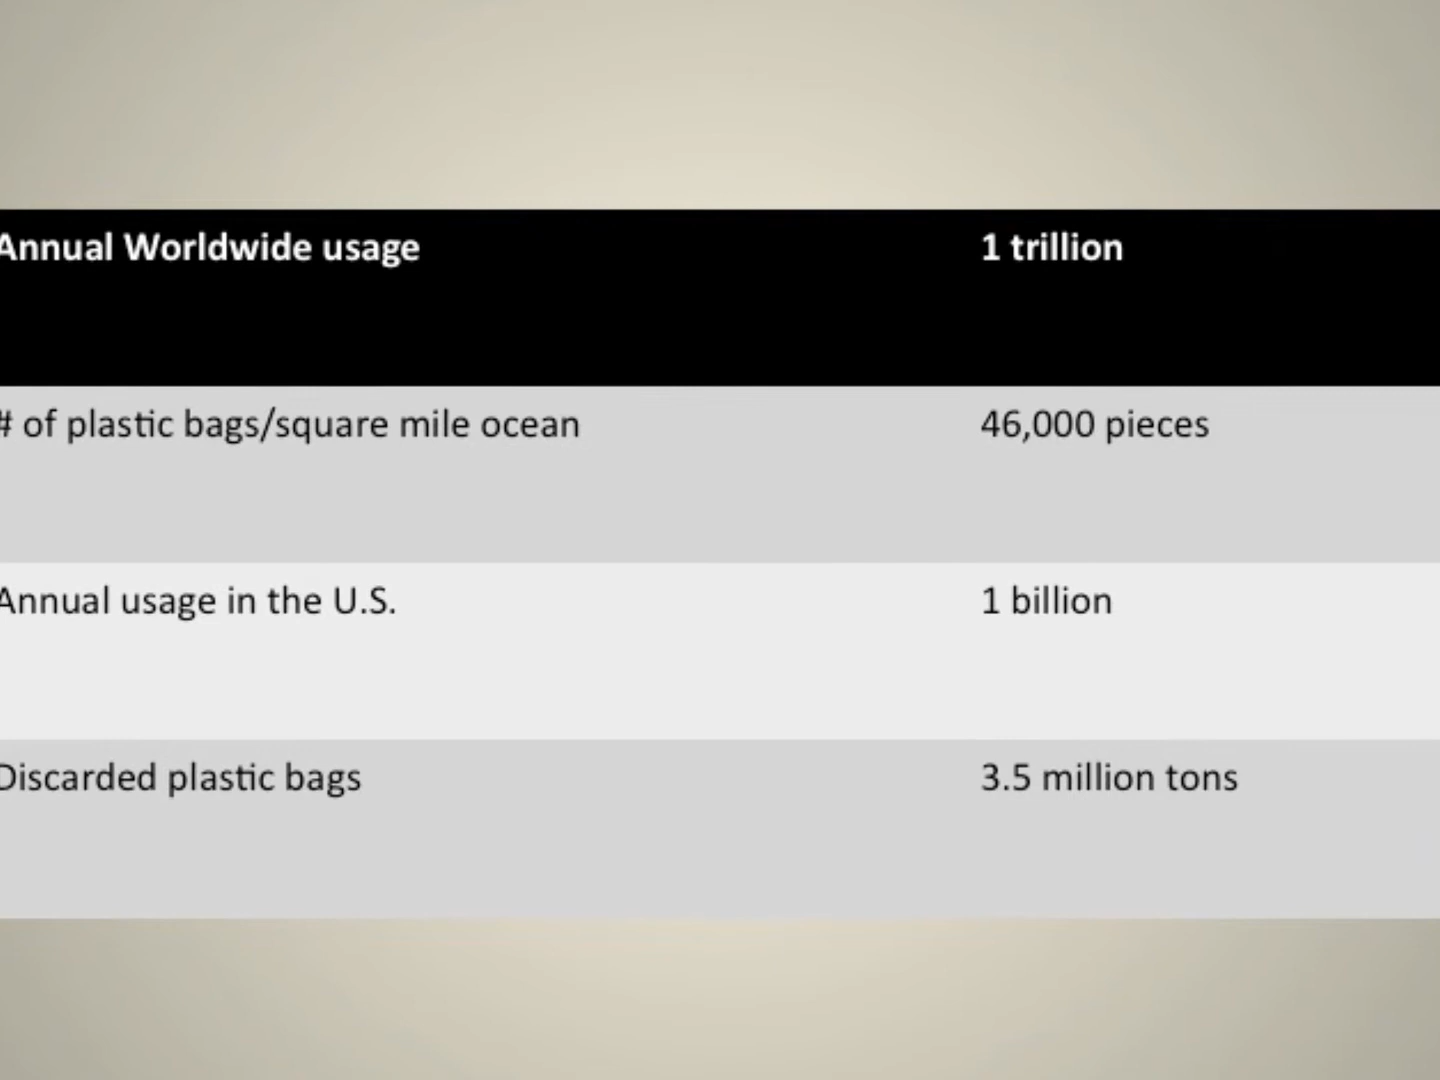 Annual Worldwide usage 1 trillion
# of plastic bags/square mile ocean 46,000 pieces
Annual usage in the U.S. 1 billion
Discarded plastic bags 3.5 million tons